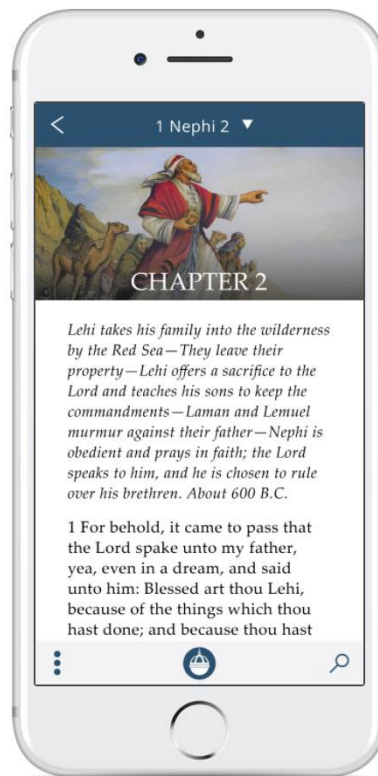 1 Nephi 2 ▼
CHAPTER 2
Lehi takes his family into the wilderness
by the Red Sea—They leave their
property—Lehi offers a sacrifice to the
Lord and teaches his sons to keep the
commandments—Laman and Lemuel
murmur against their father—Nephi is
obedient and prays in faith; the Lord
speaks to him, and he is chosen to rule
over his brethren. About 600 B.C.
1 For behold, it came to pass that
the Lord spake unto my father,
yea, even in a dream, and said
unto him: Blessed art thou Lehi,
because of the things which thou
hast done; and because thou hast